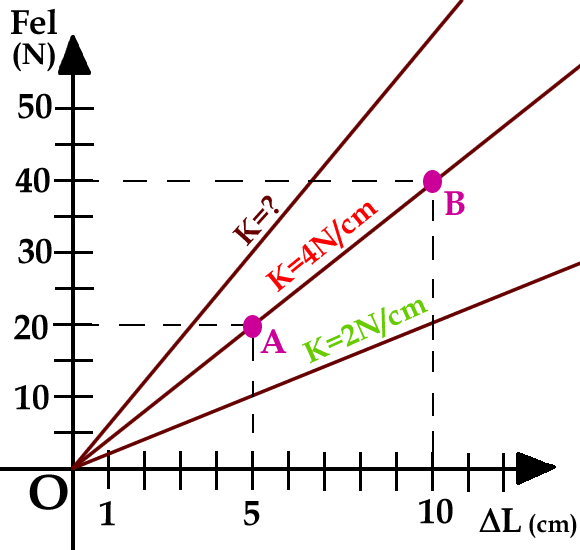 Fel
(N)
50
40
30
20
10
O
1
5
10
ΔL (cm)
K=?
K=4N/cm
K=2N/cm
A
B